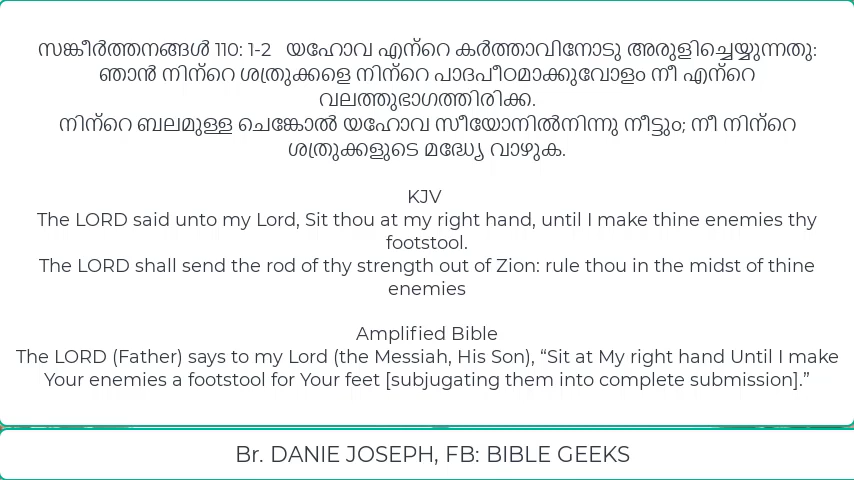 സങ്കീർത്തനങ്ങൾ 110: 1-2 യഹോവ എന്റെ കർത്താവിനോടു അരുളിച്ചെയ്യുന്നതു:
ഞാൻ നിന്റെ ശത്രുക്കളെ നിന്റെ പാദപീഠമാക്കുവോളം നീ എന്റെ
വലത്തുഭാഗത്തിരിക്ക.
നിന്റെ ബലമുള്ള ചെങ്കോൽ യഹോവ സീയോനിൽനിന്നു നീട്ടും; നീ നിന്റെ
ശത്രുക്കളുടെ മദ്ധ്യേ വാഴുക.
KJV
The LORD said unto my Lord, Sit thou at my right hand, until I make thine enemies thy
footstool.
The LORD shall send the rod of thy strength out of Zion: rule thou in the midst of thine
enemies
Amplified Bible
The LORD (Father) says to my Lord (the Messiah, His Son), “Sit at My right hand Until I make
Your enemies a footstool for Your feet [subjugating them into complete submission].”
Br. DANIE JOSEPH, FB: BIBLE GEEKS